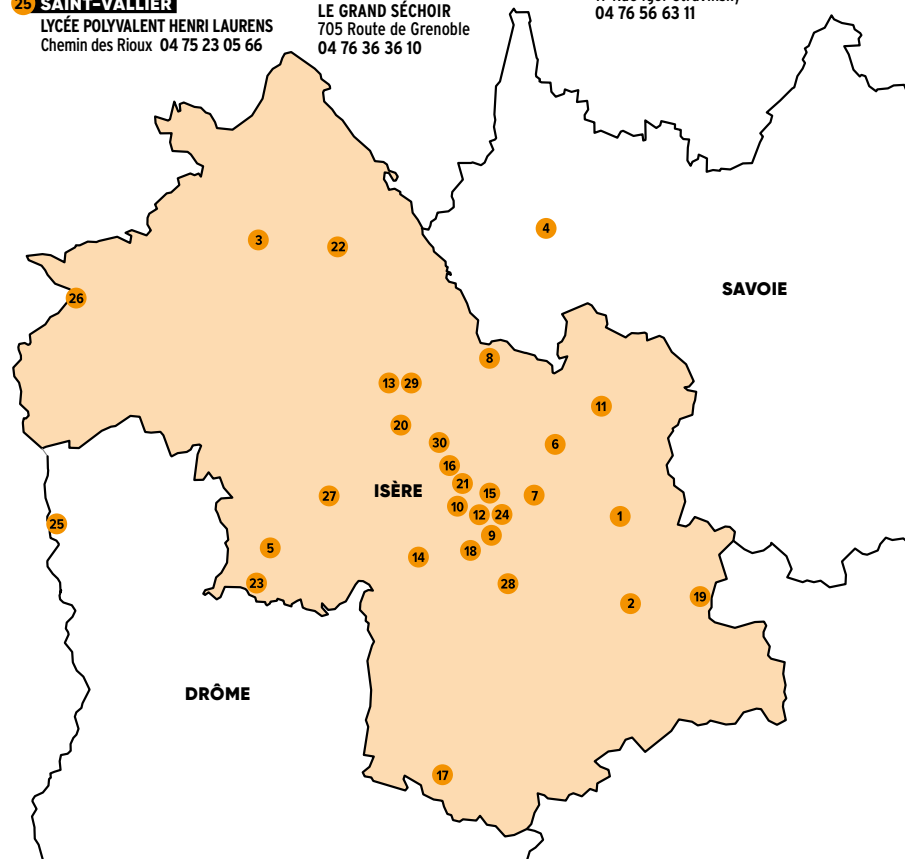 25 SAINT-VALLIER
LYCÉE POLYVALENT HENRI LAURENS
Chemin des Rioux 04 75 23 05 66
LE GRAND SÉCHOIR
705 Route de Grenoble
04 76 36 36 10
04 76 56 63 11
4
3
22
SAVOIE
26
8
13 29
11
20
30
6
16
ISÈRE
21
15
27
7
10
12 24
1
25
9
5
18
14
23
28
19
2
DRÔME
17